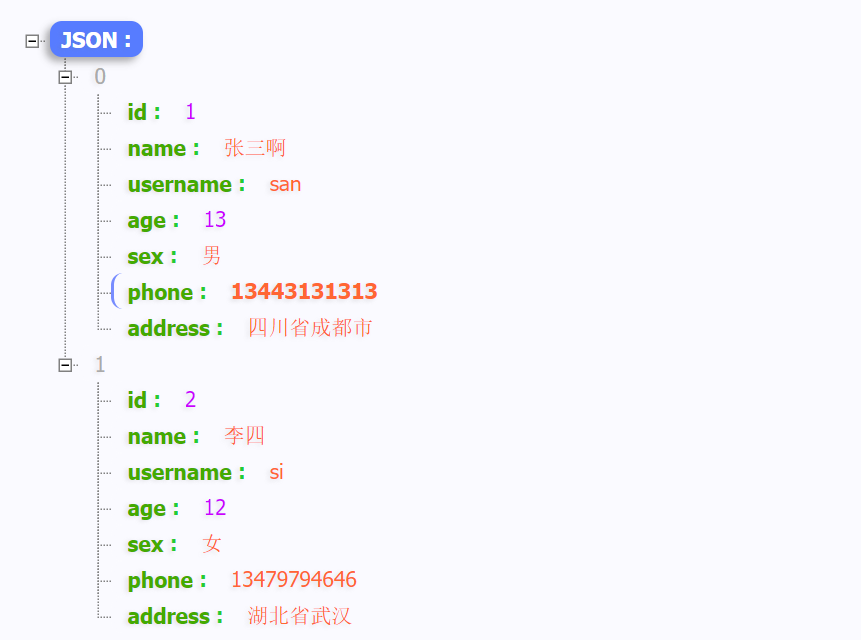 JSON :
0
id : 1
name : 张三啊
username : san
age : 13
sex : 男
phone : 13443131313
address : 四川省成都市
1
id : 2
name : 李四
username : si
age : 12
sex : 女
phone : 13479794646
address : 湖北省武汉